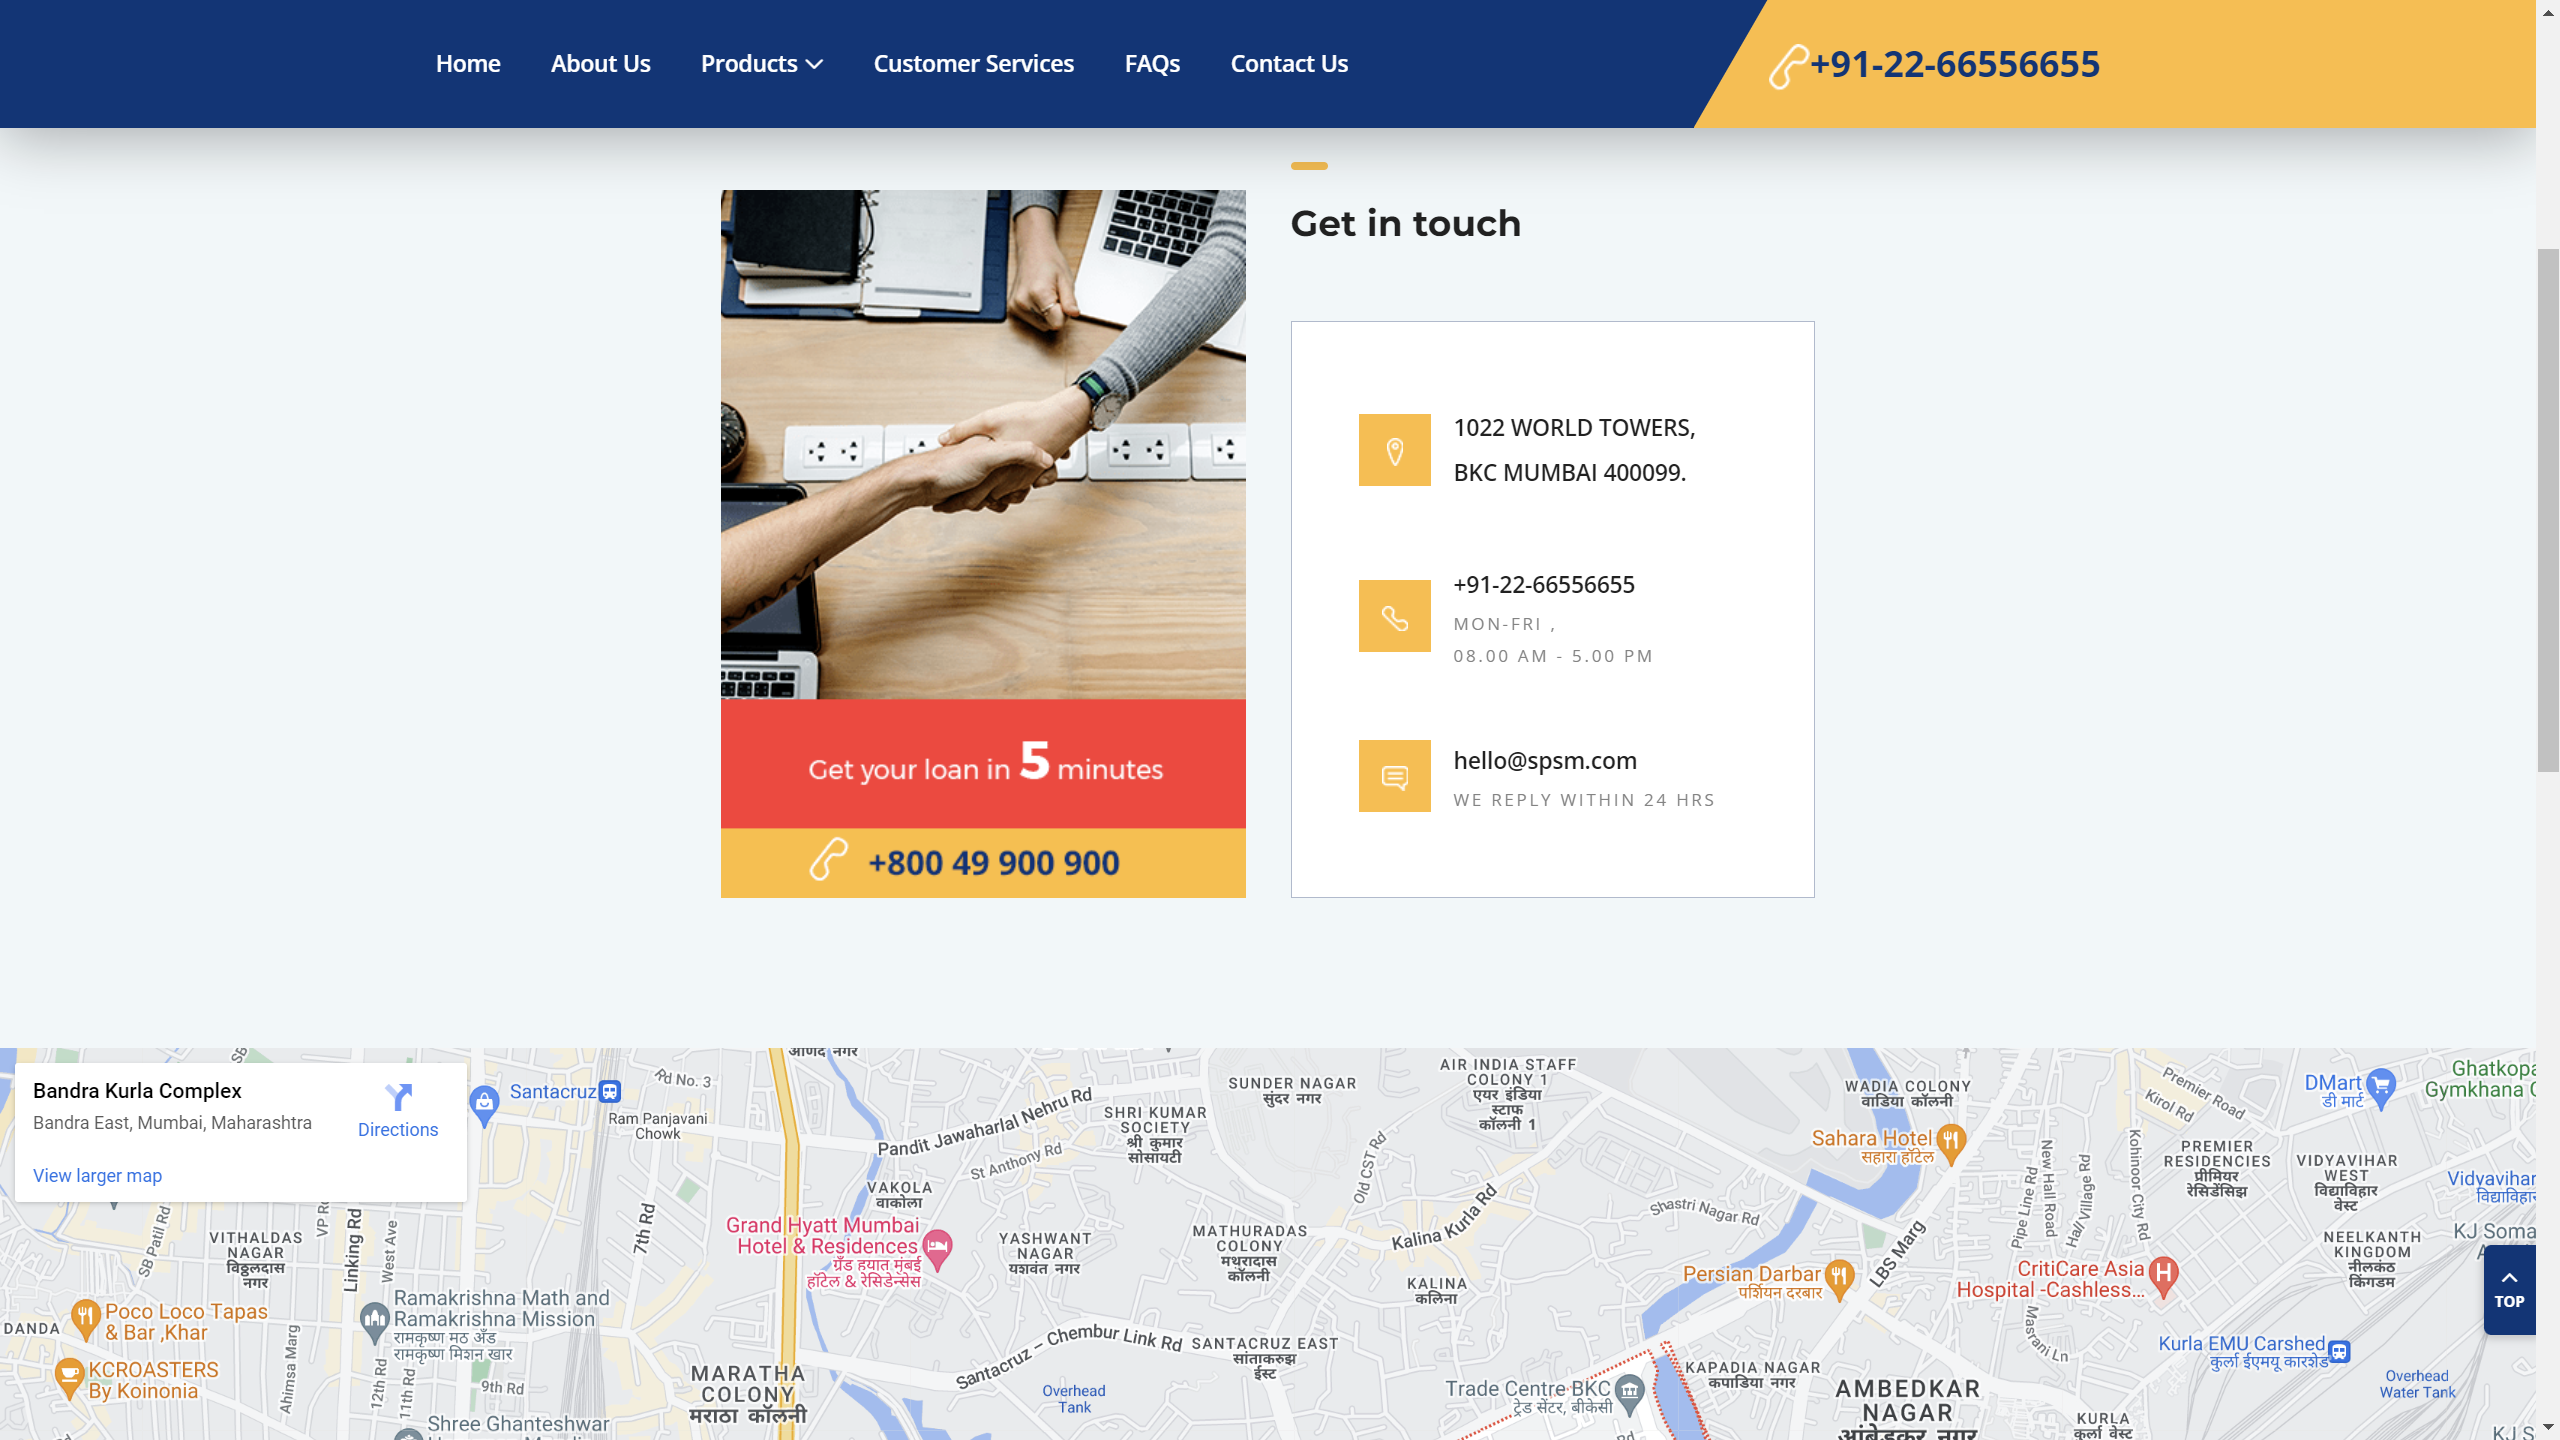 Home
About Us
Products
Customer Services
FAQs
Contact Us
+91-22-66556655
Get in touch
1022 WORLD TOWERS,
BKC MUMBAI 400099.
+91-22-66556655
MON-FRI ,
08.00 AM - 5.00 PM
hello@spsm.com
WE REPLY WITHIN 24 HRS
Get your loan in 5 minutes
+800 49 900 900
Bandra Kurla Complex
Bandra East, Mumbai, Maharashtra
Directions
View larger map
Santacruz
Rd No. 3
Ram Panjavani
Chowk
Pandit Jawaharlal Nehru Rd
St Anthony Rd
SHRI KUMAR
SOCIETY
श्री कुमार
सोसायटी
SUNDER NAGAR
सुंदर नगर
AIR INDIA STAFF
COLONY 1
एयर इंडिया
स्टाफ
कॉलनी 1
WADIA COLONY
वाडिया कॉलनी
Sahara Hotel
सहारा हॉटेल
Premier Road
Kirol Rd
DMart
डी मार्ट
Ghatkopa
Gymkhana
PREMIER
RESIDENCIES
प्रीमियर
रेसिडेंसिझ
VIDYAVIHAR
WEST
विद्याविहार
वेस्ट
Vidyavihar
विद्याविहार
VAKOLA
वाकोला
Old CST Rd
Kalina Kurla Rd
Shastri Nagar Rd
New Hall Road
Pipe Line Rd
Hall Village Rd
Kohinoor City Rd
SB Patil Rd
VITHALDAS
NAGAR
विठ्ठलदास
नगर
Linking Rd
West Ave
7th Rd
Grand Hyatt Mumbai
Hotel & Residences
ग्रँड हयात मुंबई
हॉटेल & रेसिडेन्सेस
YASHWANT
NAGAR
यशवंत नगर
MATHURADAS
COLONY
मथुरादास
कॉलनी
KALINA
कलिना
Persian Darbar
पर्शियन दरबार
LBS Marg
CritiCare Asia
Hospital -Cashless...
NEELKANTH
KINGDOM
नीलकंठ
किंगडम
KJ Soma
TOP
Poco Loco Tapas
& Bar ,Khar
DANDA
Ramakrishna Math and
Ramakrishna Mission
रामकृष्ण मठ अँड
रामकृष्ण मिशन खार
KCROASTERS
By Koinonia
Ahimsa Marg
12th Rd
11th Rd
9th Rd
Shree Ghanteshwar
MARATHA
COLONY
मराठा कॉलनी
Santacruz – Chembur Link Rd
SANTACRUZ EAST
सांताक्रुझ
ईस्ट
Overhead
Tank
Trade Centre BKC
ट्रेड सेंटर, बीकेसी
KAPADIA NAGAR
कपाडिया नगर
AMBEDKAR
NAGAR
आंबेडकर नगर
Masrani Ln
Kurla EMU Carshed
कुर्ला ईएमयू कारशेड
Overhead
Water Tank
KURLA
कुर्ला वेस्ट